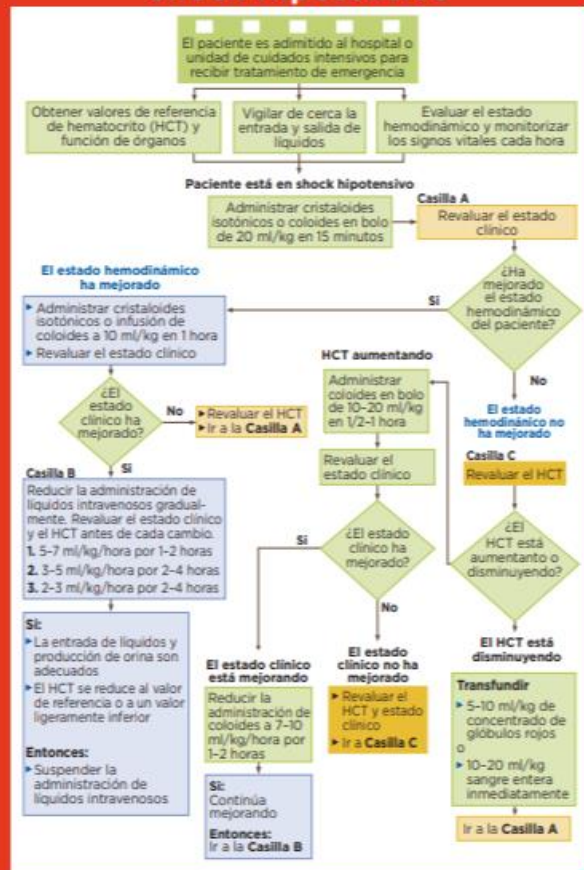 El paciente es admitido al hospital o
unidad de cuidados intensivos para
recibir tratamiento de emergencia
Obtener valores de referencia
de hematocrito (HCT) y
función de órganos
Vigilar de cerca la
entrada y salida de
líquidos
Evaluar el estado
hemodinámico y monitorizar
los signos vitales cada hora
Paciente está en shock hipotensivo
Administrar cristaloides
isotónicos o coloides en bolo
de 20 ml/kg en 15 minutos
Casilla A
Revaluar el estado
clínico
¿Ha
mejorado
el estado
hemodinámico
del paciente?
Si
El estado hemodinámico
ha mejorado
▸ Administrar cristaloides
isotónicos o infusión de
coloides a 10 ml/kg en 1 hora
▸ Revaluar el estado clínico
¿El
estado
clínico ha
mejorado?
No
▸ Revaluar el HCT
▸ Ir a la Casilla A
Si
Casilla B
Reducir la administración de
líquidos intravenosos gradual-
mente. Revaluar el estado clínico
y el HCT antes de cada cambio.
1. 5-7 ml/kg/hora por 1-2 horas
2. 3-5 ml/kg/hora por 2-4 horas
3. 2-3 ml/kg/hora por 2-4 horas
Si:
▸ La entrada de líquidos y
producción de orina son
adecuados
▸ El HCT se reduce al valor
de referencia o a un valor
ligeramente inferior
Entonces:
▸ Suspender la
administración de
líquidos intravenosos
No
El estado
hemodinánico no
ha mejorado
Casilla C
Revaluar el HCT
¿El
HCT está
aumentanto o
disminuyendo?
HCT aumentando
Administrar
coloides en bolo
de 10-20 ml/kg
en 1/2-1 hora
Revaluar el
estado clínico
¿El estado
clínico ha
mejorado?
Si
El estado clínico
está mejorando
Reducir la
administración de
coloides a 7-10
ml/kg/hora por
1-2 horas
Si:
Continúa
mejorando
Entonces:
Ir a la Casilla B
No
El estado
clínico no ha
mejorado
▸ Revaluar el
HCT y estado
clínico
▸ Ir a Casilla C
El HCT está
disminuyendo
Transfundir
▸ 5-10 ml/kg de
concentrado de
glóbulos rojos
o
▸ 10-20 ml/kg
sangre entera
inmediatamente
Ir a la Casilla A